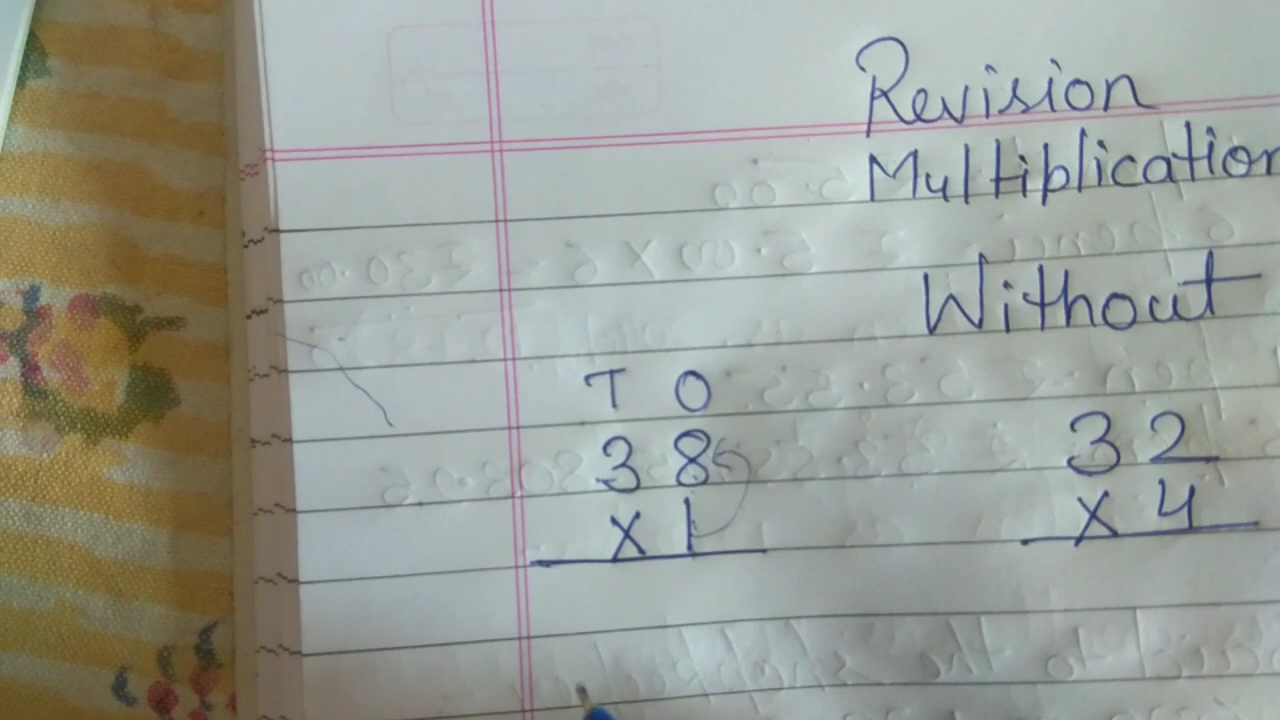 Revision
Multiplication
Without
T O
3 8 3 2
X 1 X 4